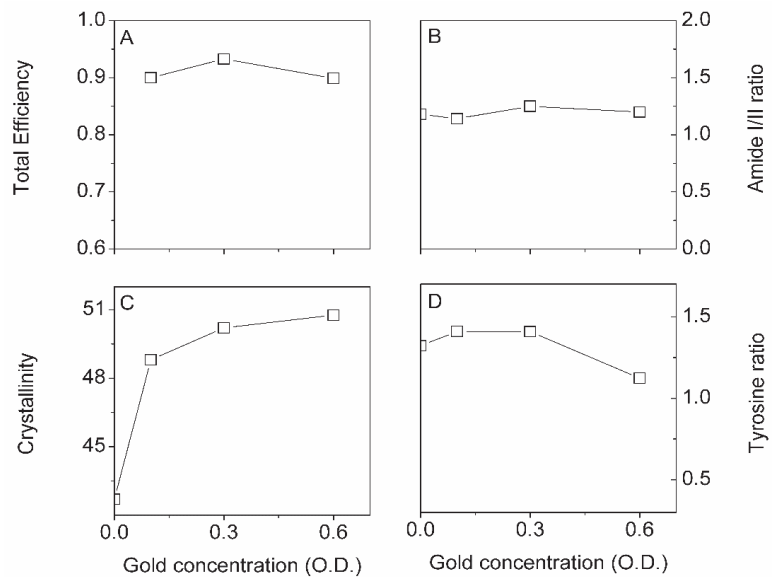 A
1.0
0.9
0.8
0.7
0.6
Total Efficiency
B
2.0
1.5
1.0
0.5
0.0
Amide I/II ratio
C
51
48
45
Crystallinity
0.0 0.3 0.6
Gold concentration (O.D.)
D
1.5
1.0
0.5
Tyrosine ratio
0.0 0.3 0.6
Gold concentration (O.D.)